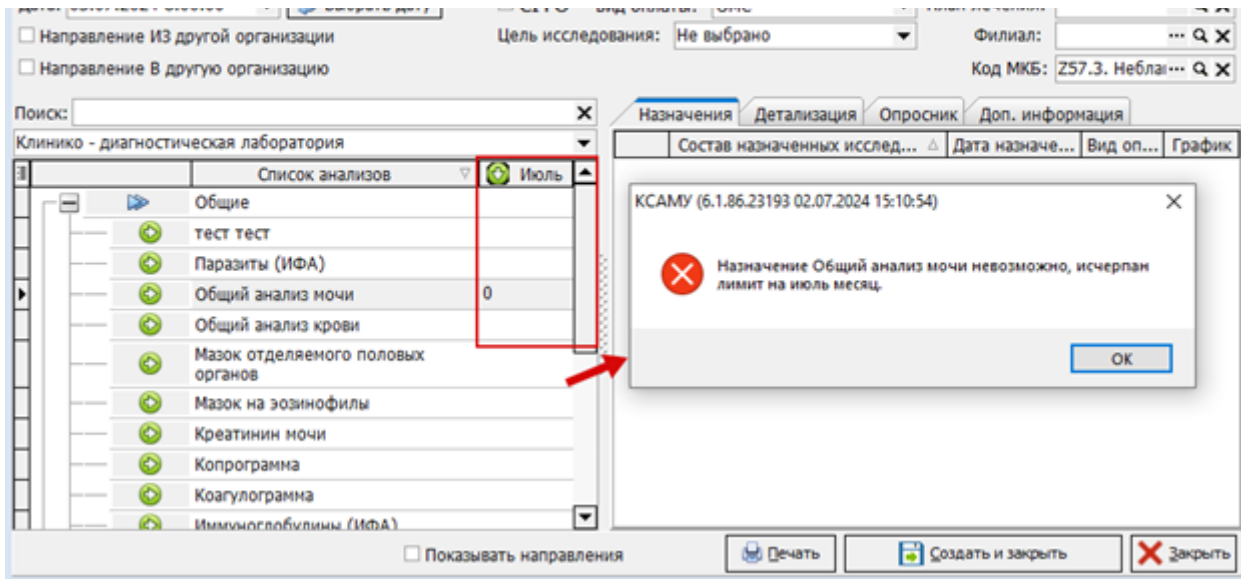 Направление ИЗ другой организации
Цель исследования: Не выбрано
Филиал:
Направление В другую организацию
Код МКБ: Z57.3. Небла
Поиск:
Клинико - диагностическая лаборатория
Список анализов
Июль
Общие
тест тест
Паразиты (ИФА)
Общий анализ мочи 0
Общий анализ крови
Мазок отделяемого половых
органов
Мазок на эозинофилы
Креатинин мочи
Копрограмма
Коагулограмма
Иммуноглобулины (ИФА)
Назначения Детализация Опросник Доп. информация
Состав назначенных исслед... Дата назначе... Вид оп... График
КСАМУ (6.1.86.23193 02.07.2024 15:10:54)
Назначение Общий анализ мочи невозможно, исчерпан
лимит на июль месяц.
ОК
Показывать направления
Печать
Создать и закрыть
Закрыть